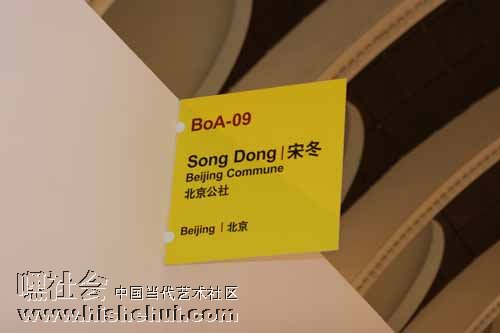 BoA-09
Song Dong | 宋冬
Beijing Commune
北京公社
Beijing | 北京
嘿社会 中国当代艺术社区
www.hishehui.com